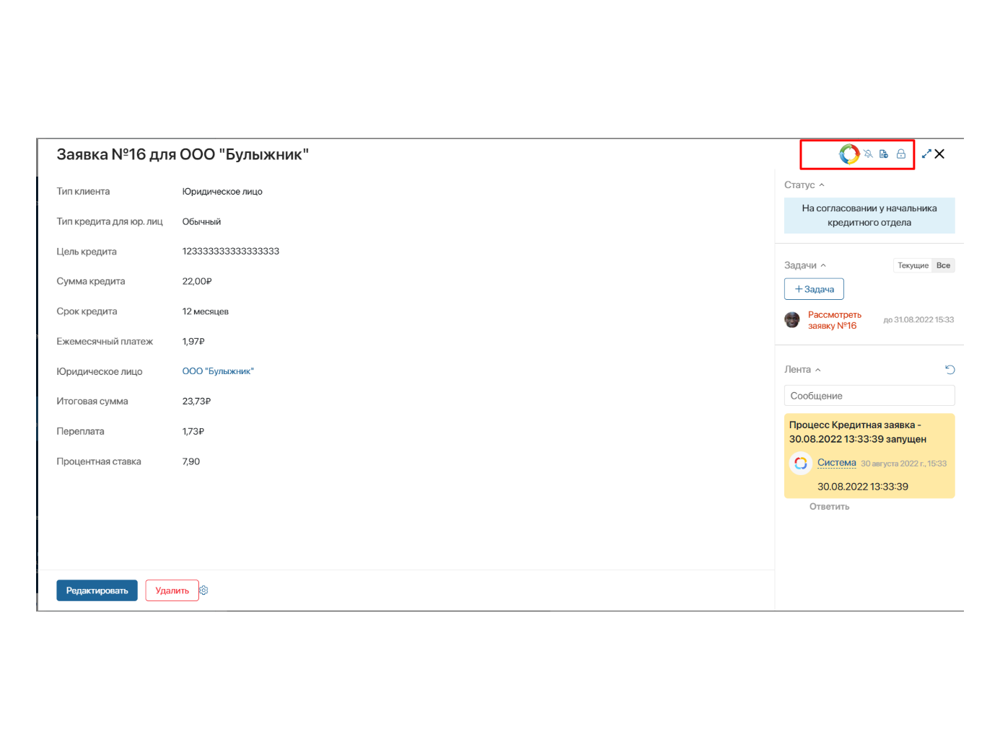 Заявка №16 для ООО "Булыжник"
Тип клиента Юридическое лицо
Тип кредита для юр. лиц Обычный
Цель кредита 123333333333333333
Сумма кредита 22,00₽
Срок кредита 12 месяцев
Ежемесячный платеж 1,97₽
Юридическое лицо ООО "Булыжник"
Итоговая сумма 23,73₽
Переплата 1,73₽
Процентная ставка 7,90
Редактировать Удалить
Статус
На согласовании у начальника
кредитного отдела
Задачи Текущие Все
+ Задача
Рассмотреть
заявку №16 до 31.08.2022 15:33
Лента
Сообщение
Процесс Кредитная заявка -
30.08.2022 13:33:39 запущен
Система 30 августа 2022 г., 15:33
30.08.2022 13:33:39
Ответить